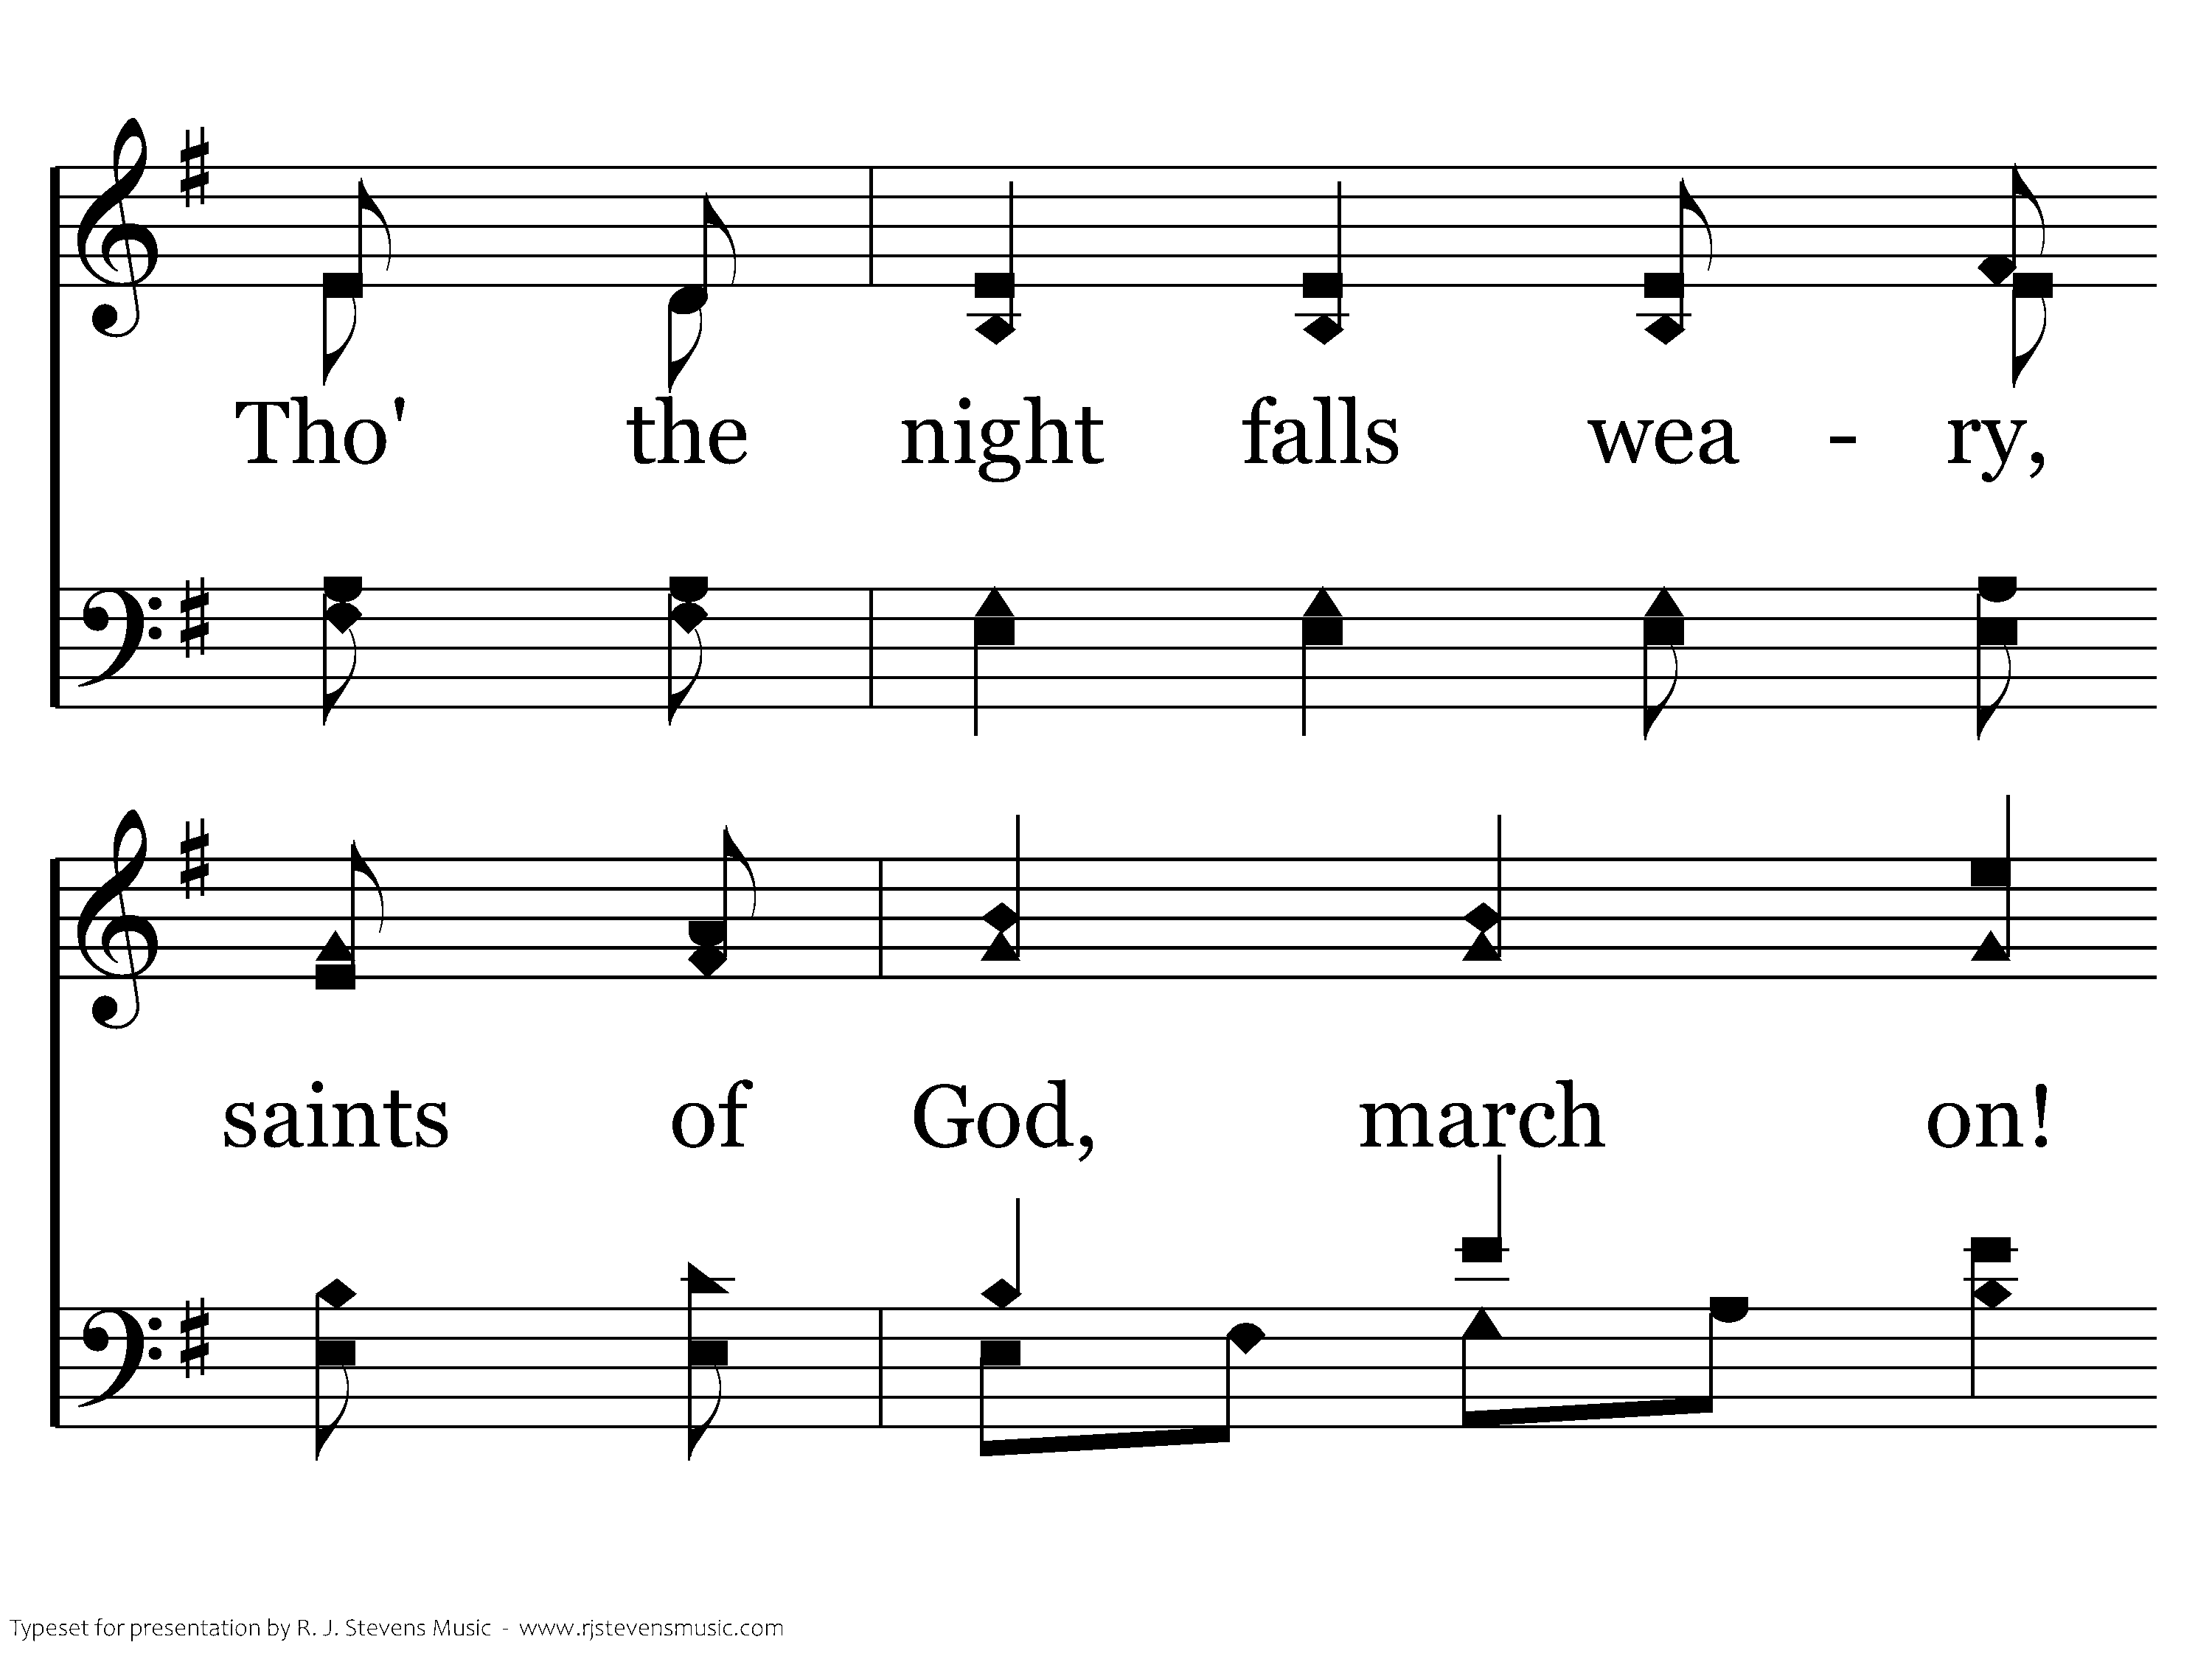 Tho' the night falls wea - ry,
saints of God, march on!
Typeset for presentation by R. J. Stevens Music - www.rjstevensmusic.com